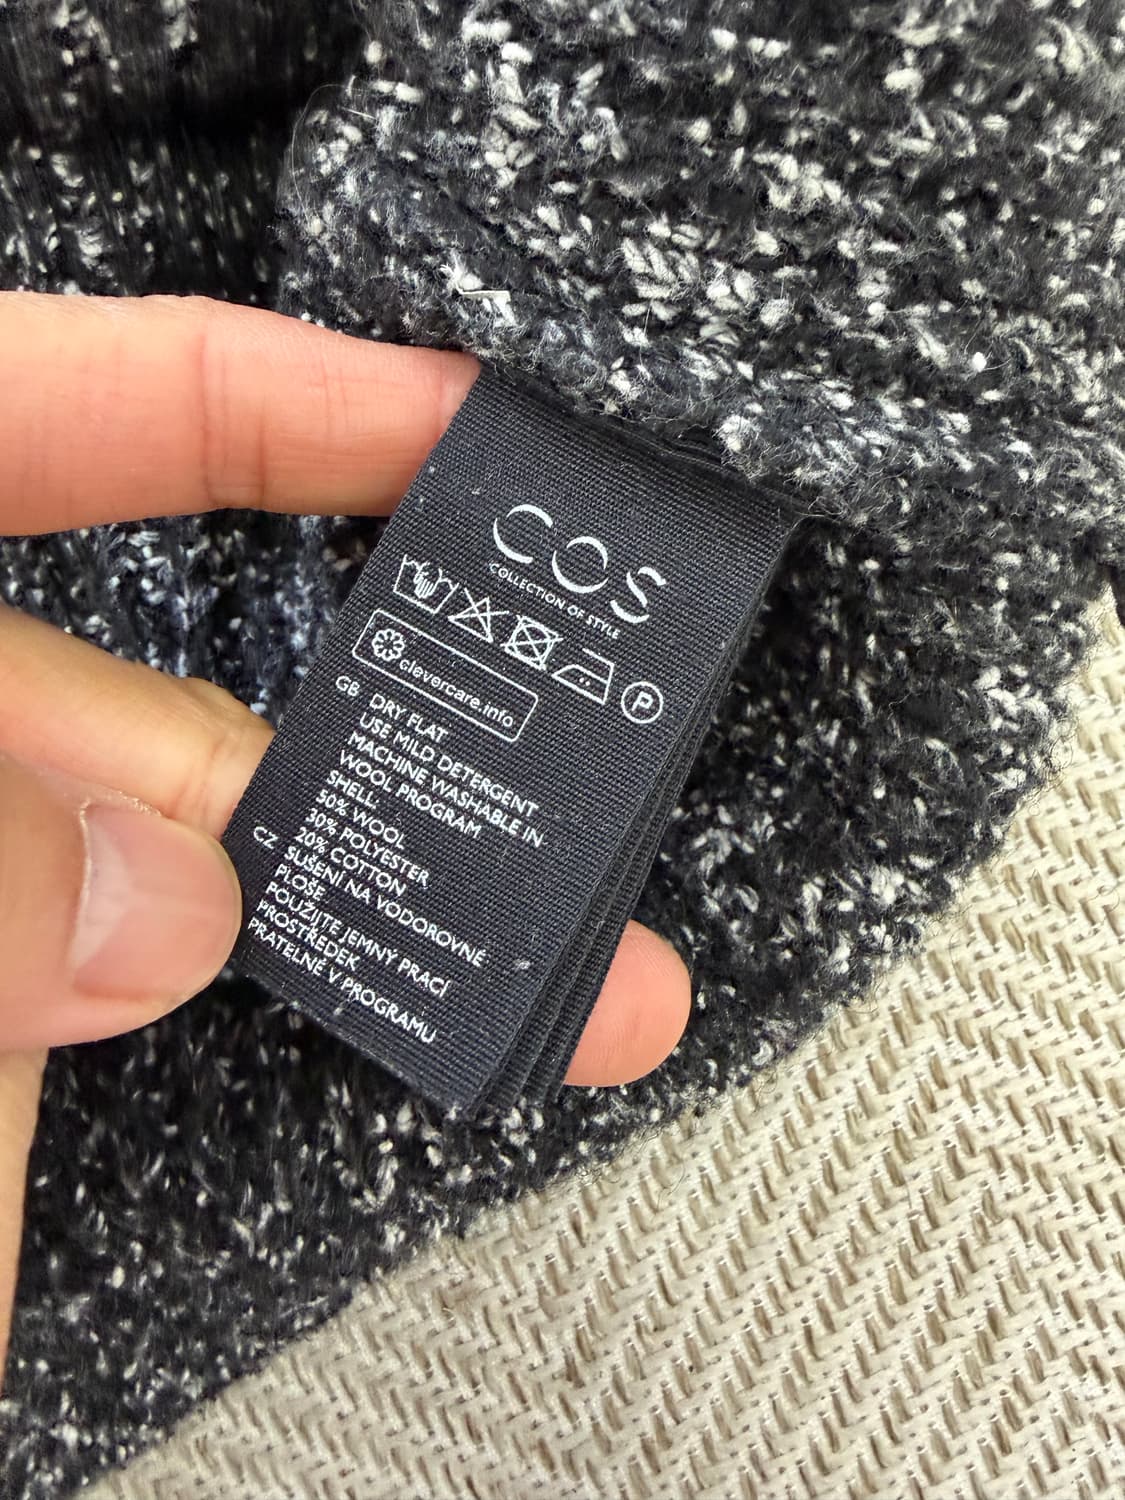 COS
COLLECTION OF STYLE
P
clevercare.info
GB DRY FLAT
USE MILD DETERGENT
MACHINE WASHABLE IN
WOOL PROGRAM
SHELL:
50% WOOL
30% POLYESTER
20% COTTON
CZ SUŠENÍ NA VODOROVNÉ
PLOŠE
POUŽIJTE JEMNÝ PRACÍ
PROSTŘEDEK
PRATELNÉ V PROGRAMU